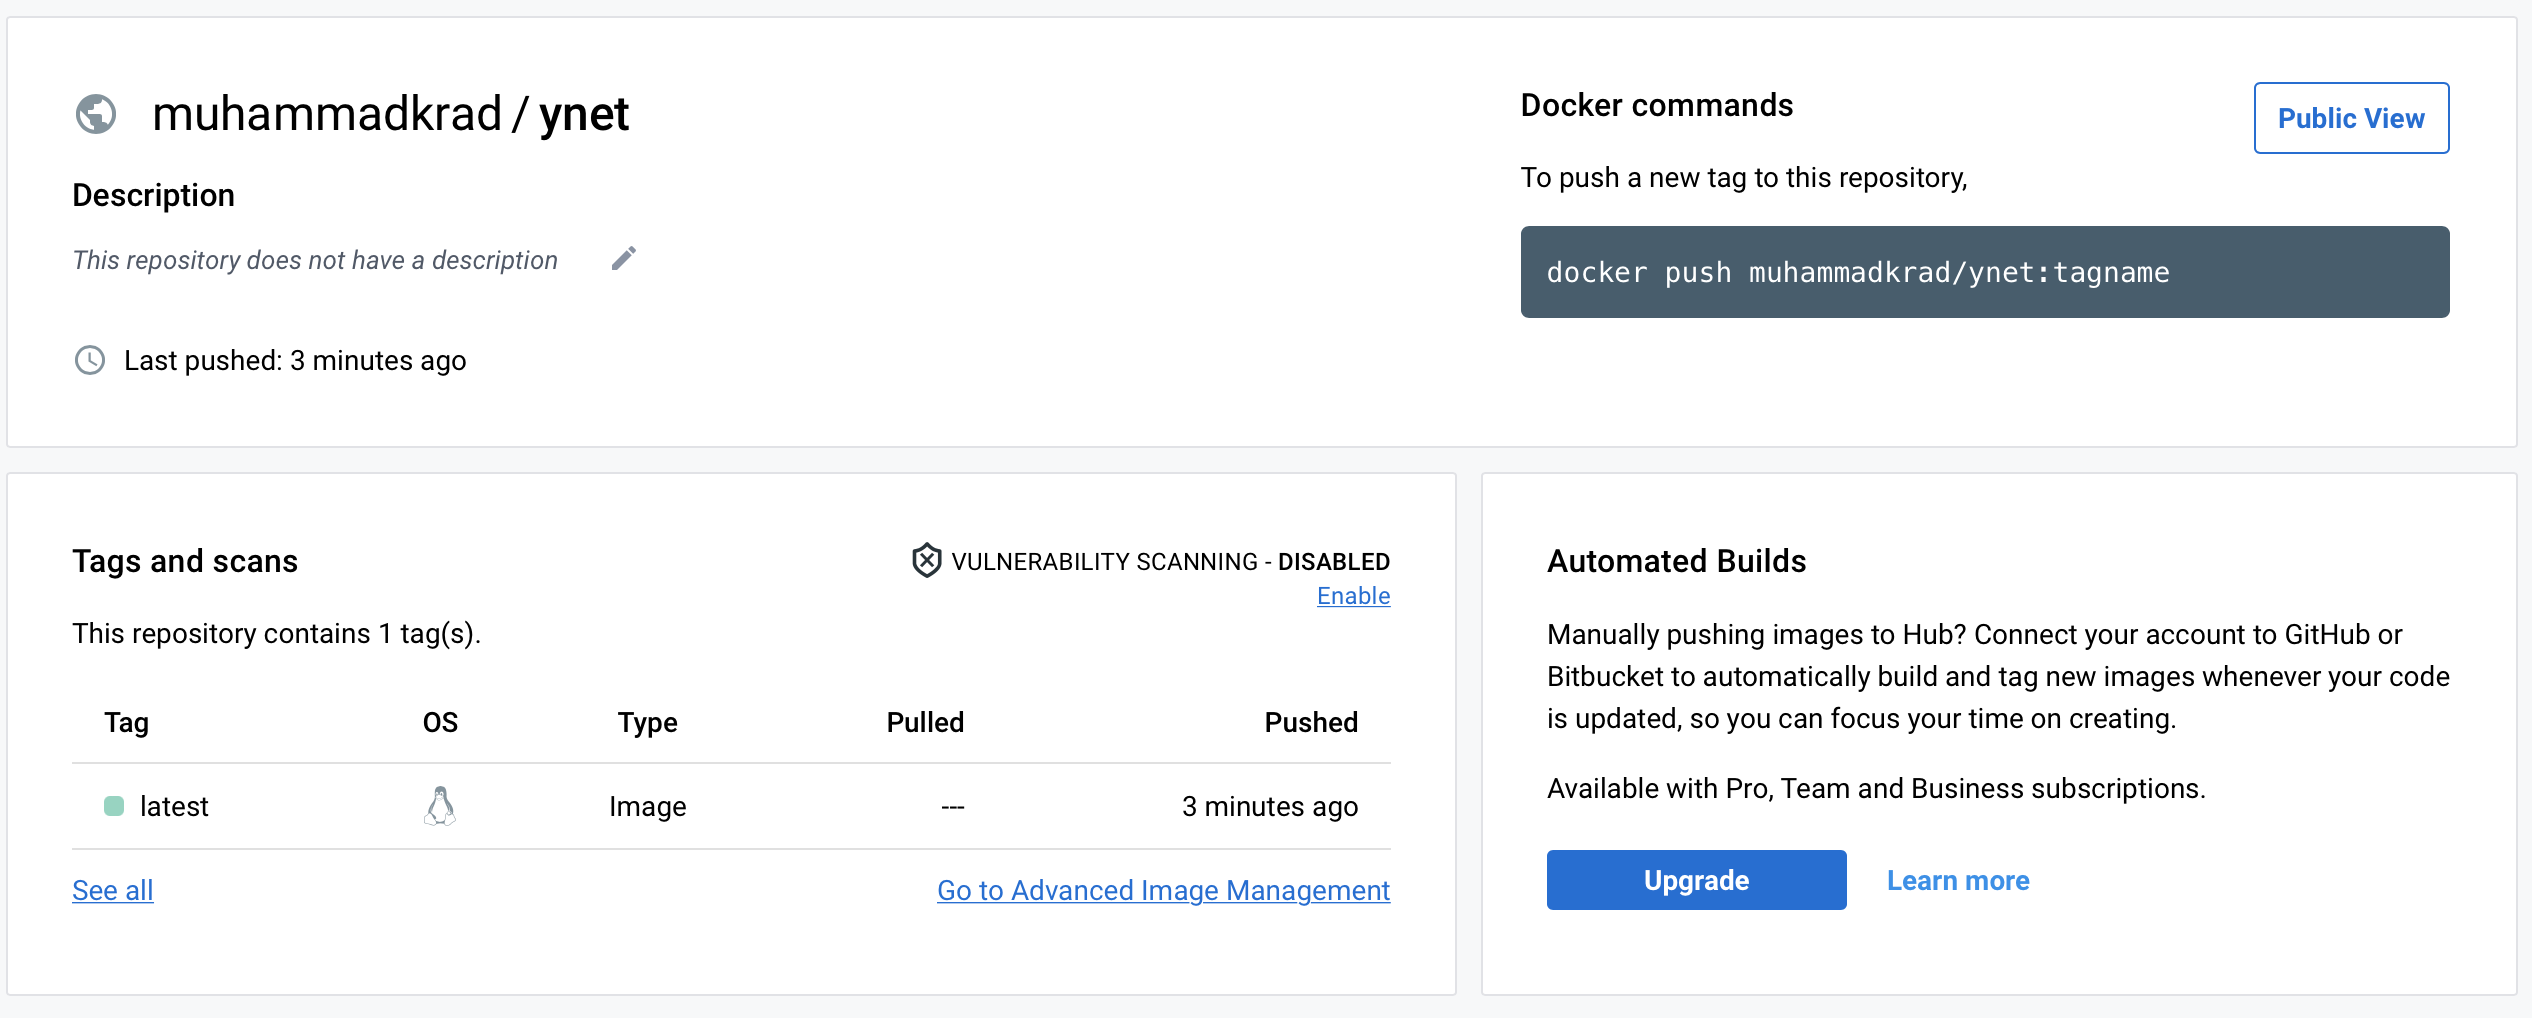 muhammadkrad / ynet
Description
This repository does not have a description
Last pushed: 3 minutes ago
Docker commands
Public View
To push a new tag to this repository,
docker push muhammadkrad/ynet:tagname
Tags and scans
VULNERABILITY SCANNING - DISABLED
Enable
This repository contains 1 tag(s).
Tag OS Type Pulled Pushed
latest Image --- 3 minutes ago
See all Go to Advanced Image Management
Automated Builds
Manually pushing images to Hub? Connect your account to GitHub or
Bitbucket to automatically build and tag new images whenever your code
is updated, so you can focus your time on creating.
Available with Pro, Team and Business subscriptions.
Upgrade Learn more